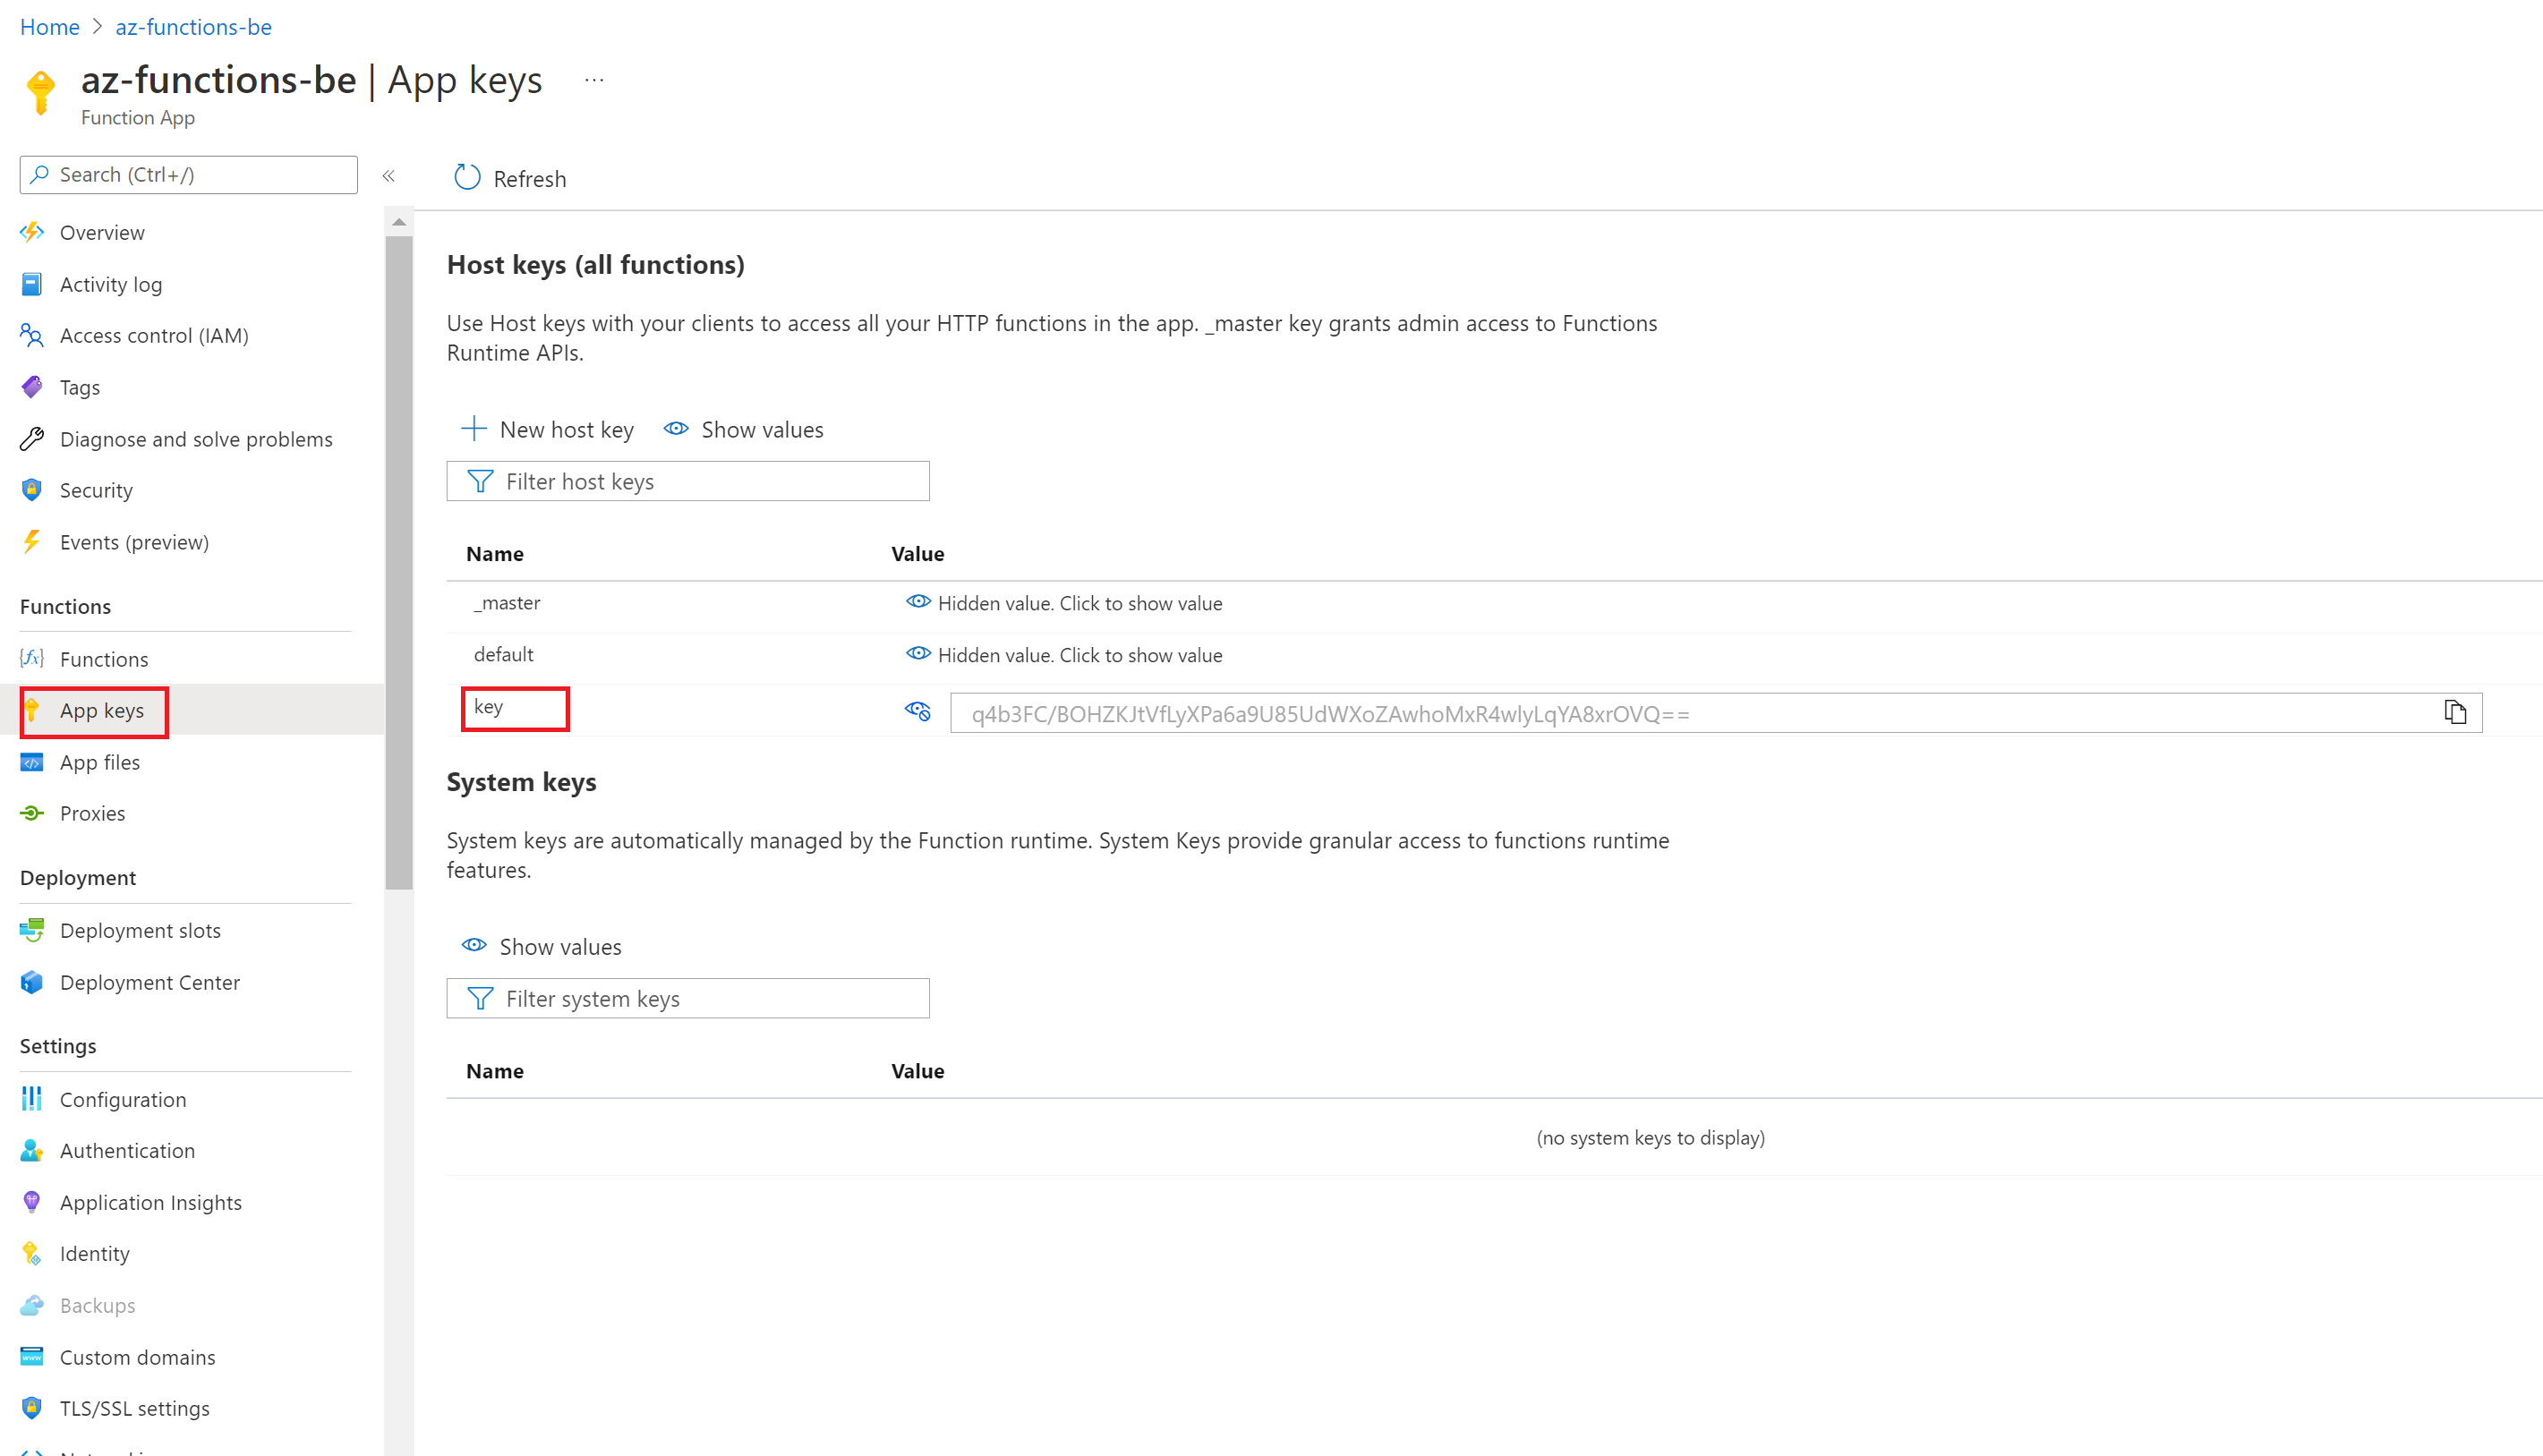 Home > az-functions-be
az-functions-be | App keys ...
Function App
Search (Ctrl+/)
«
Refresh
Overview
Activity log
Access control (IAM)
Tags
Diagnose and solve problems
Security
Events (preview)
Functions
Functions
App keys
App files
Proxies
Deployment
Deployment slots
Deployment Center
Settings
Configuration
Authentication
Application Insights
Identity
Backups
Custom domains
TLS/SSL settings
Host keys (all functions)
Use Host keys with your clients to access all your HTTP functions in the app. _master key grants admin access to Functions
Runtime APIs.
New host key Show values
Filter host keys
Name Value
_master Hidden value. Click to show value
default Hidden value. Click to show value
key q4b3FC/BOHZKJtVfLyXPa6a9U85UdWXoZAwhoMxR4wlyLqYA8xrOVQ==
System keys
System keys are automatically managed by the Function runtime. System Keys provide granular access to functions runtime
features.
Show values
Filter system keys
Name Value
(no system keys to display)